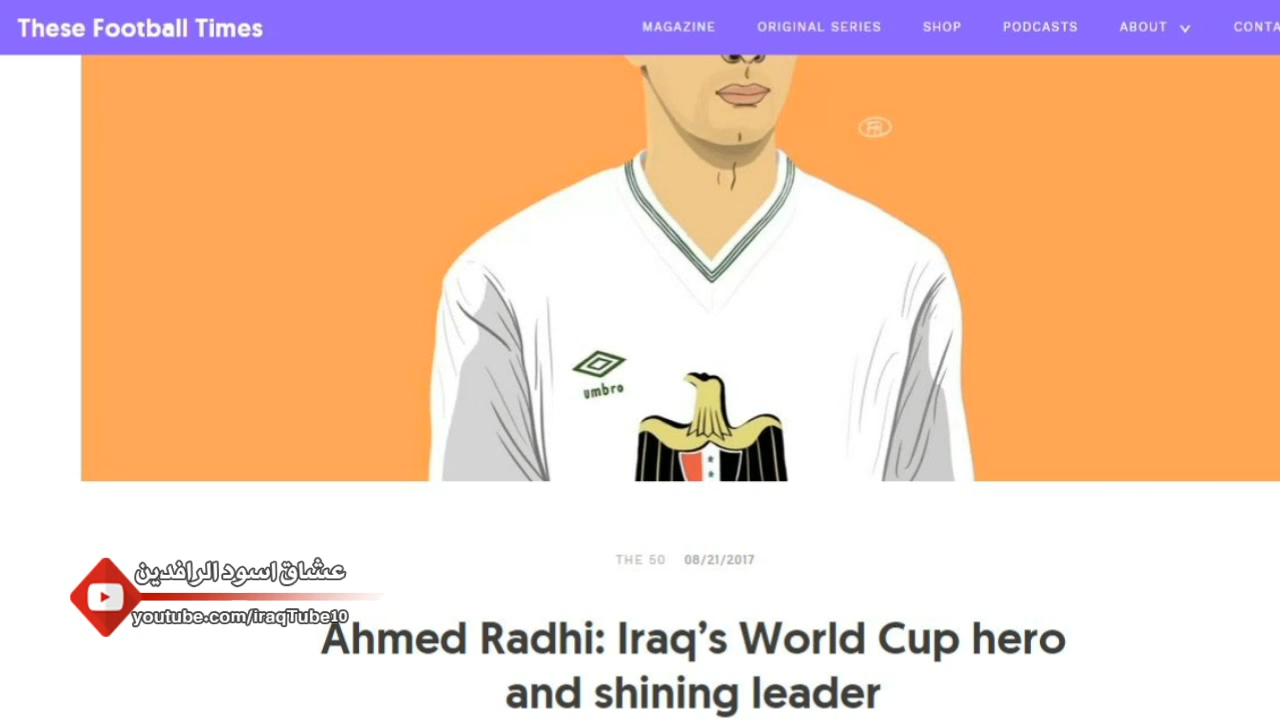 These Football Times
MAGAZINE ORIGINAL SERIES SHOP PODCASTS ABOUT CONTA
umbro
THE 50 08/21/2017
عشاق اسود الرافدين
youtube.com/iraqTube10
Ahmed Radhi: Iraq’s World Cup hero
and shining leader